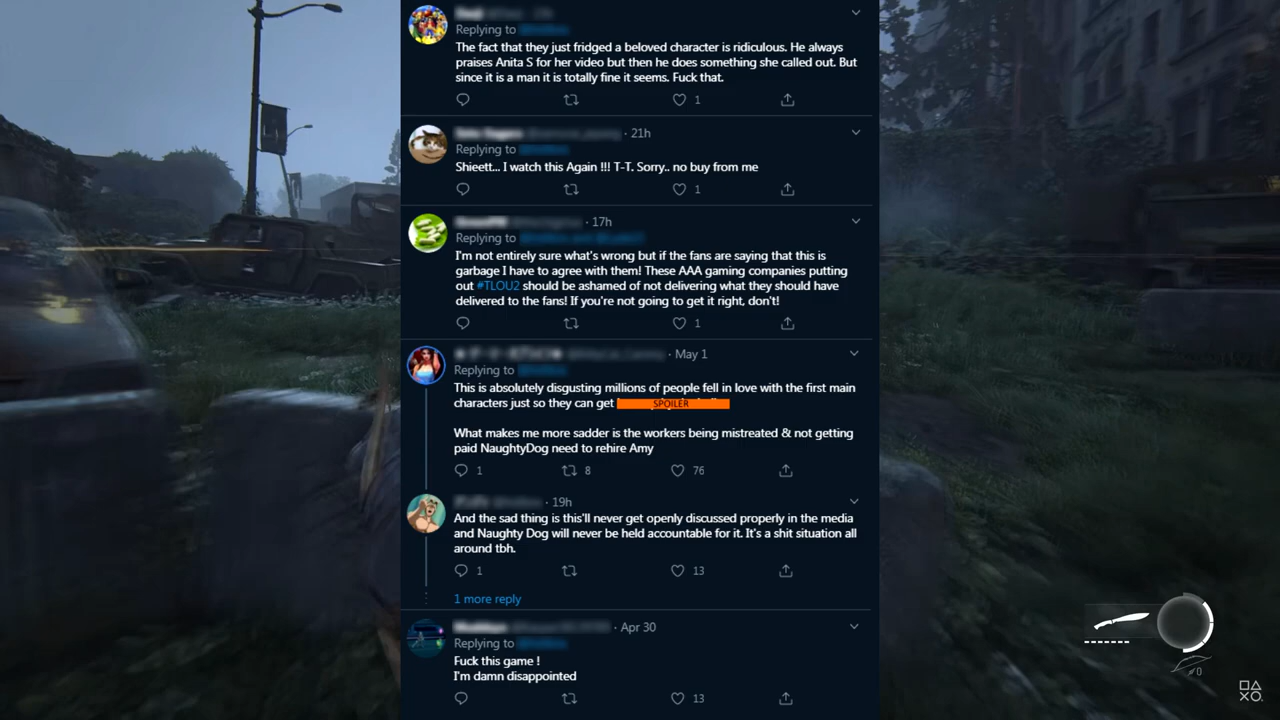 Replying to
The fact that they just fridged a beloved character is ridiculous. He always
praises Anita S for her video but then he does something she called out. But
since it is a man it is totally fine it seems. Fuck that.
1
· 21h
Replying to
Shieett... I watch this Again !!! T-T. Sorry.. no buy from me
1
· 17h
Replying to
I'm not entirely sure what's wrong but if the fans are saying that this is
garbage I have to agree with them! These AAA gaming companies putting
out #TLOU2 should be ashamed of not delivering what they should have
delivered to the fans! If you're not going to get it right, don't!
1
· May 1
Replying to
This is absolutely disgusting millions of people fell in love with the first main
characters just so they can get SPOILER
What makes me more sadder is the workers being mistreated & not getting
paid NaughtyDog need to rehire Amy
1 8 76
· 19h
And the sad thing is this'll never get openly discussed properly in the media
and Naughty Dog will never be held accountable for it. It's a shit situation all
around tbh.
1 13
1 more reply
· Apr 30
Replying to
Fuck this game !
I'm damn disappointed
13
0